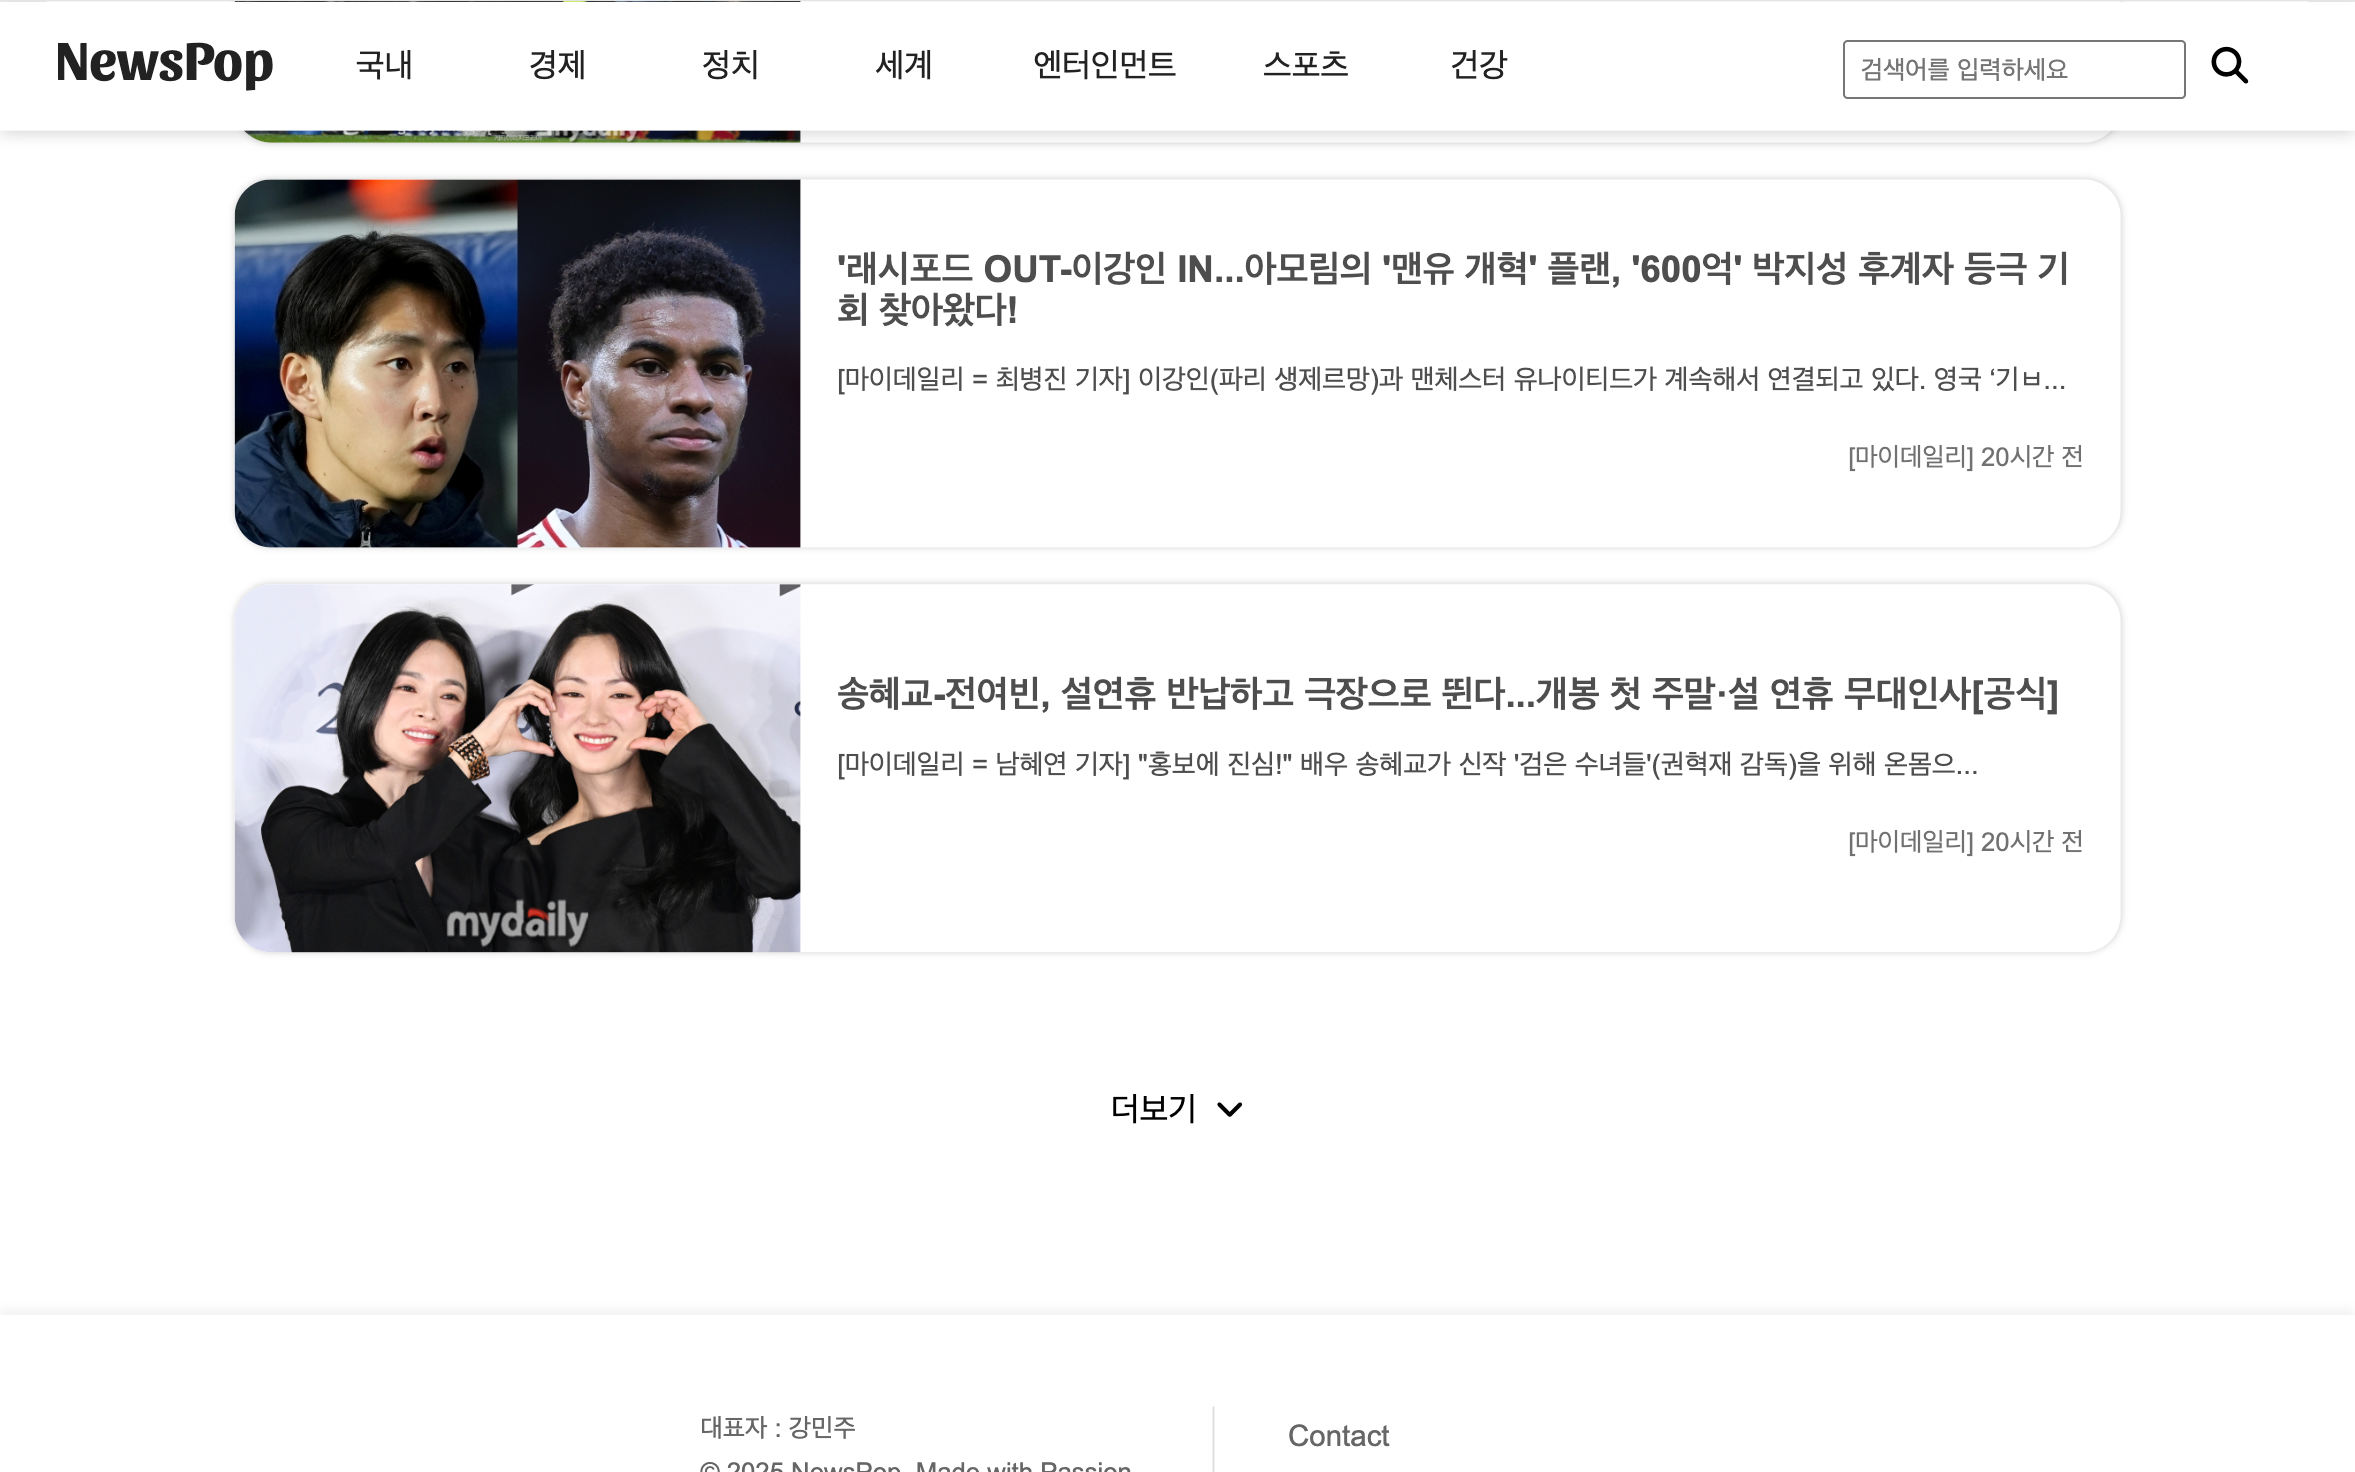 NewsPop 국내 경제 정치 세계 엔터인먼트 스포츠 건강 검색어를 입력하세요
'래시포드 OUT-이강인 IN...아모림의 '맨유 개혁' 플랜, '600억' 박지성 후계자 등극 기
회 찾아왔다!
[마이데일리 = 최병진 기자] 이강인(파리 생제르망)과 맨체스터 유나이티드가 계속해서 연결되고 있다. 영국 ‘기ㅂ...
[마이데일리] 20시간 전
송혜교-전여빈, 설연휴 반납하고 극장으로 뛴다...개봉 첫 주말·설 연휴 무대인사[공식]
[마이데일리 = 남혜연 기자] "홍보에 진심!" 배우 송혜교가 신작 '검은 수녀들'(권혁재 감독)을 위해 온몸으...
[마이데일리] 20시간 전
mydaily
더보기
대표자 : 강민주
Contact
© 2025 NewsPop. Made with Passion